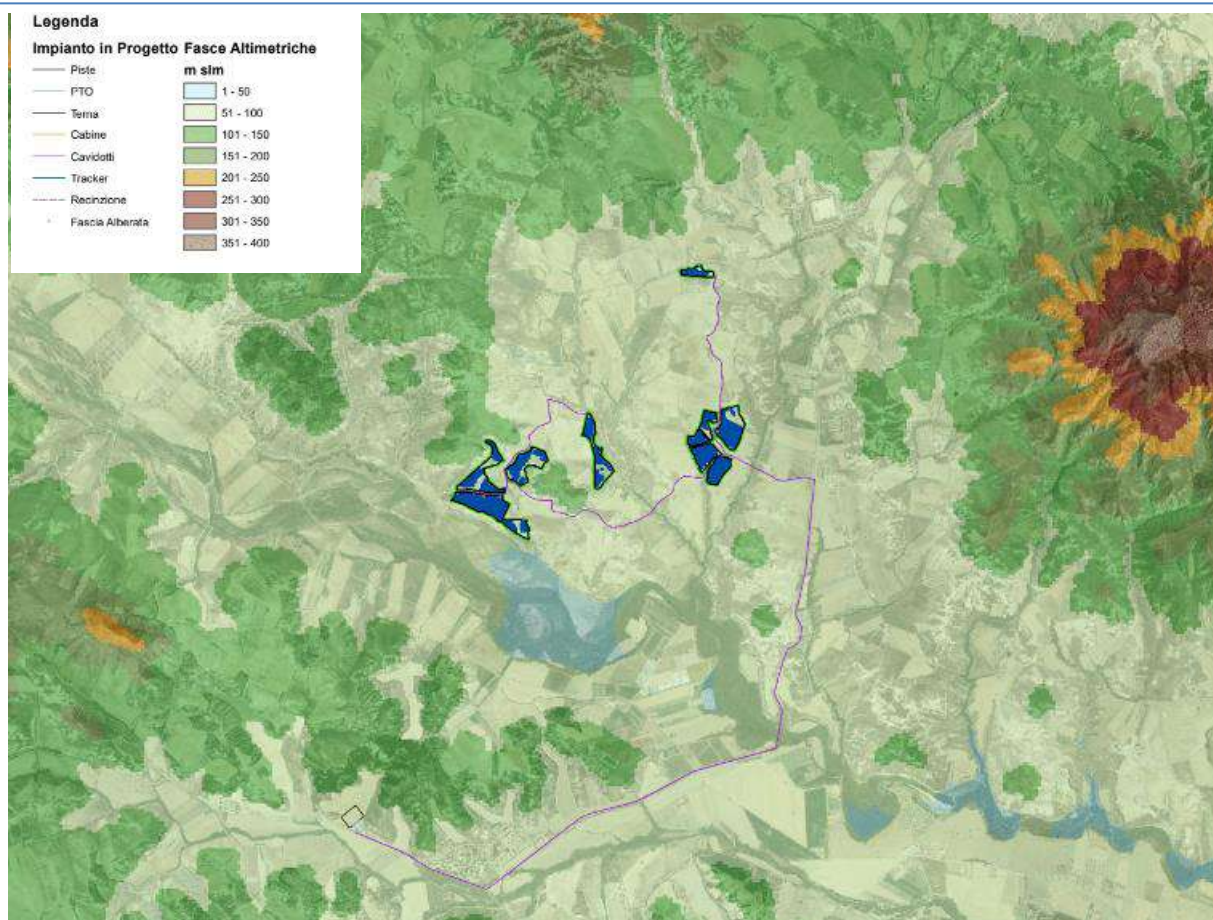 Legenda
Impianto in Progetto
Piste
PTO
Terna
Cabine
Cavidotti
Tracker
Recinzione
Fascia Alberata
Fasce Altimetriche
m slm
1 - 50
51 - 100
101 - 150
151 - 200
201 - 250
251 - 300
301 - 350
351 - 400